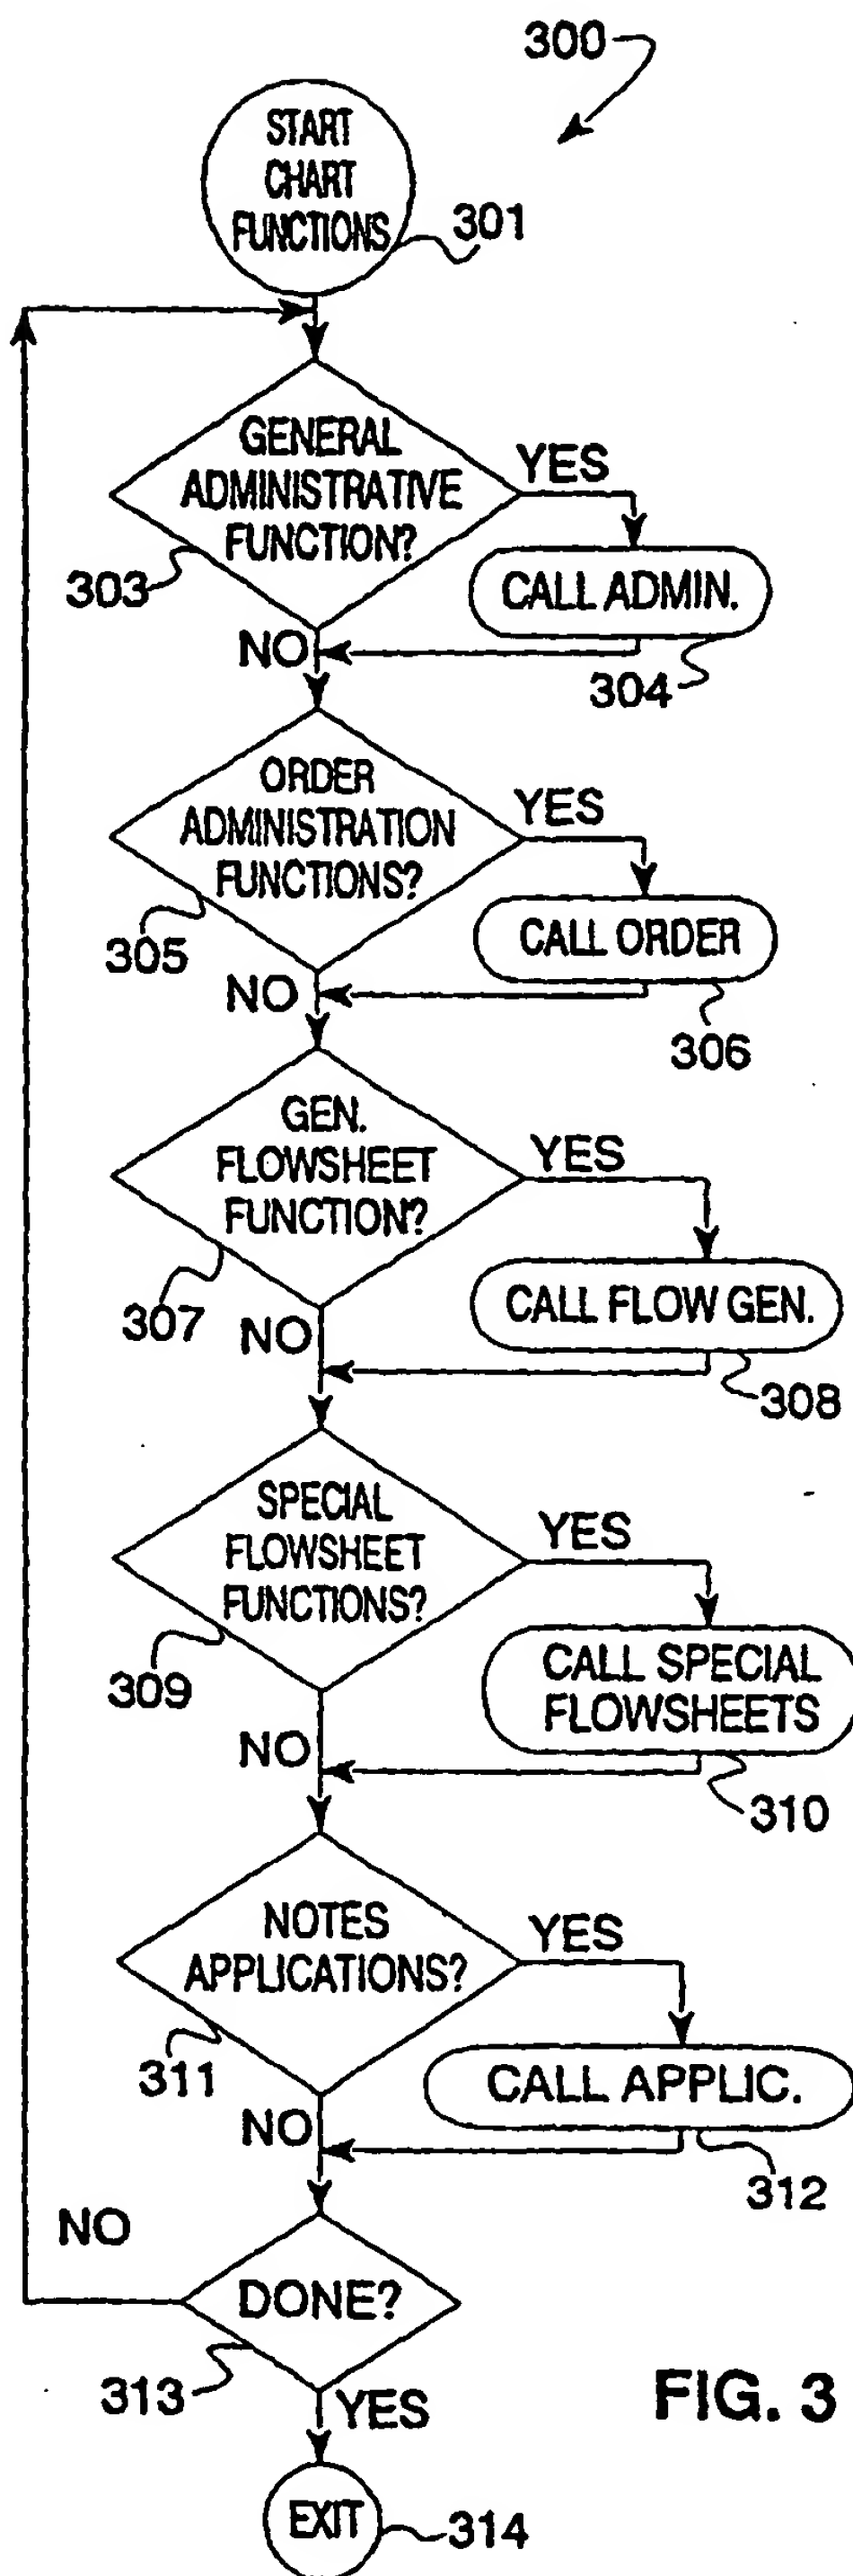 300
START
CHART
FUNCTIONS
301
GENERAL
ADMINISTRATIVE
FUNCTION?
YES
303
CALL ADMIN.
NO
304
ORDER
ADMINISTRATION
FUNCTIONS?
YES
305
CALL ORDER
NO
306
GEN.
FLOWSHEET
FUNCTION?
YES
307
CALL FLOW GEN.
NO
308
SPECIAL
FLOWSHEET
FUNCTIONS?
YES
309
CALL SPECIAL
FLOWSHEETS
NO
310
NOTES
APPLICATIONS?
YES
311
CALL APPLIC.
NO
312
NO
DONE?
313
YES
FIG. 3
EXIT
314